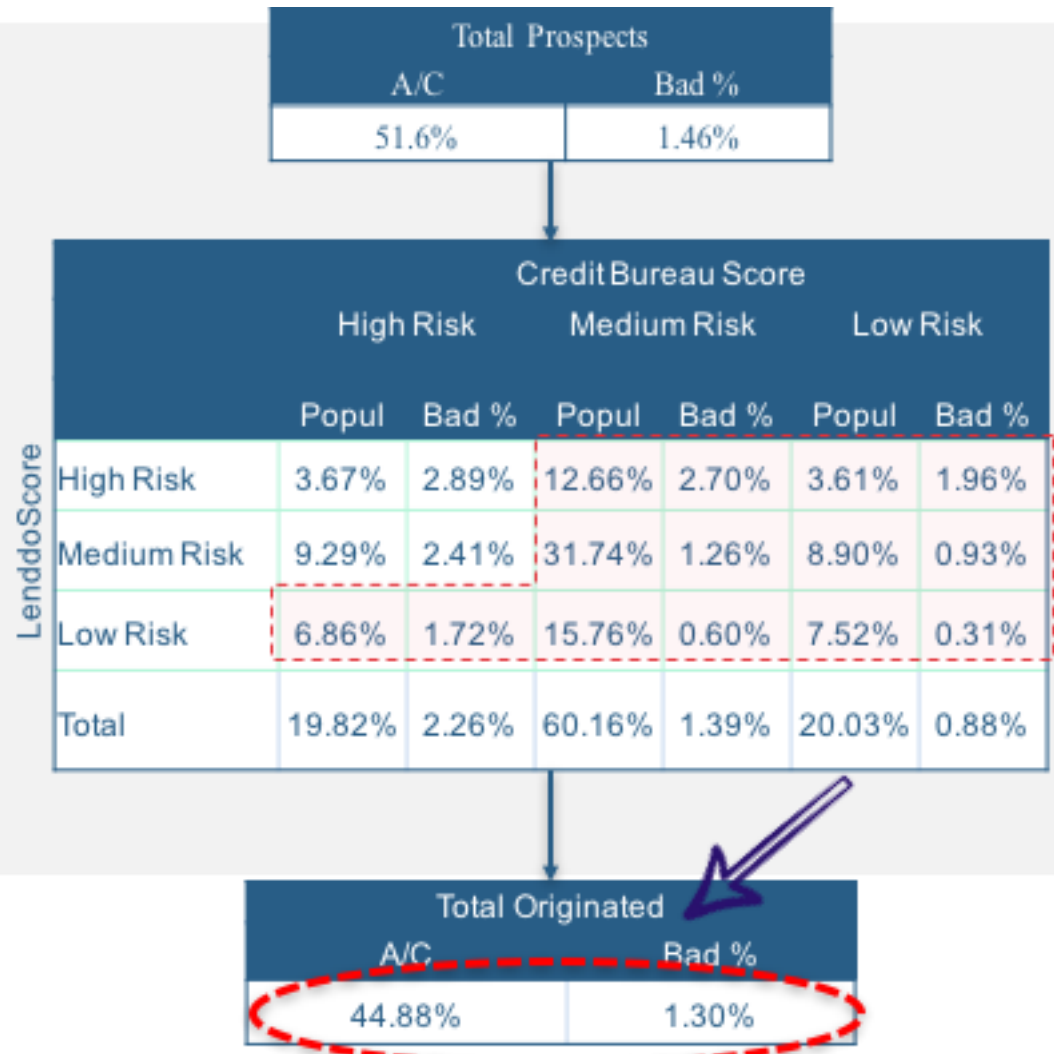 Total Prospects
A/C Bad %
51.6% 1.46%
Credit Bureau Score
High Risk Medium Risk Low Risk
Popul Bad % Popul Bad % Popul Bad %
LenddoScore
High Risk 3.67% 2.89% 12.66% 2.70% 3.61% 1.96%
Medium Risk 9.29% 2.41% 31.74% 1.26% 8.90% 0.93%
Low Risk 6.86% 1.72% 15.76% 0.60% 7.52% 0.31%
Total 19.82% 2.26% 60.16% 1.39% 20.03% 0.88%
Total Originated
A/C Bad %
44.88% 1.30%